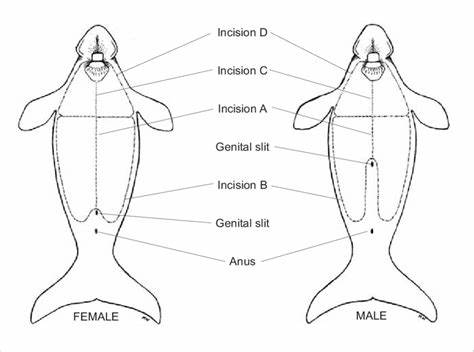 Incision D
Incision C
Incision A
Genital slit
Incision B
Genital slit
Anus
FEMALE
MALE